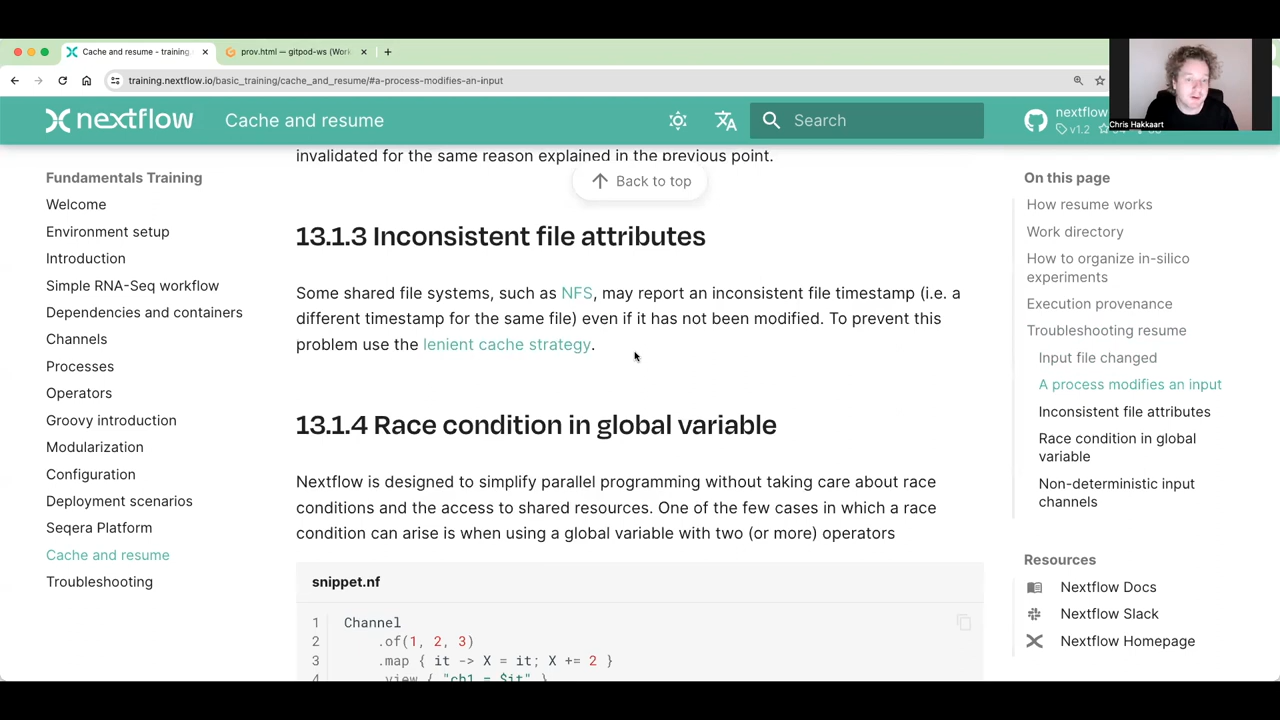 Cache and resume - training.
prov.html — gitpod-ws (Work
training.nextflow.io/basic_training/cache_and_resume/#a-process-modifies-an-input
Chris Hakkaart
nextflow
Cache and resume
Search
nextflow
v1.2
invalidated for the same reason explained in the previous point.
Back to top
Fundamentals Training
Welcome
Environment setup
Introduction
Simple RNA-Seq workflow
Dependencies and containers
Channels
Processes
Operators
Groovy introduction
Modularization
Configuration
Deployment scenarios
Seqera Platform
Cache and resume
Troubleshooting
13.1.3 Inconsistent file attributes
Some shared file systems, such as NFS, may report an inconsistent file timestamp (i.e. a
different timestamp for the same file) even if it has not been modified. To prevent this
problem use the lenient cache strategy.
13.1.4 Race condition in global variable
Nextflow is designed to simplify parallel programming without taking care about race
conditions and the access to shared resources. One of the few cases in which a race
condition can arise is when using a global variable with two (or more) operators
snippet.nf
1 Channel
2 .of(1, 2, 3)
3 .map { it -> X = it; X += 2 }
4 .view { "ch1 = $it" }
On this page
How resume works
Work directory
How to organize in-silico
experiments
Execution provenance
Troubleshooting resume
Input file changed
A process modifies an input
Inconsistent file attributes
Race condition in global
variable
Non-deterministic input
channels
Resources
Nextflow Docs
Nextflow Slack
Nextflow Homepage